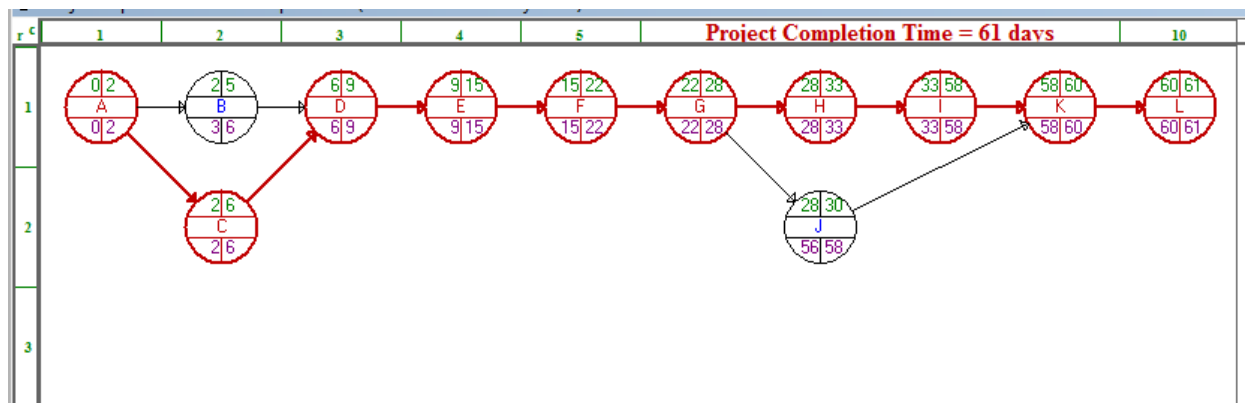 r c 1 2 3 4 5 Project Completion Time = 61 days 10
1
0 2 2 5 6 9 9 15 15 22 22 28 28 33 33 58 58 60 60 61
A B D E F G H I K L
0 2 3 6 6 9 9 15 15 22 22 28 28 33 33 58 58 60 60 61
2
2 6 28 30
C J
2 6 56 58
3